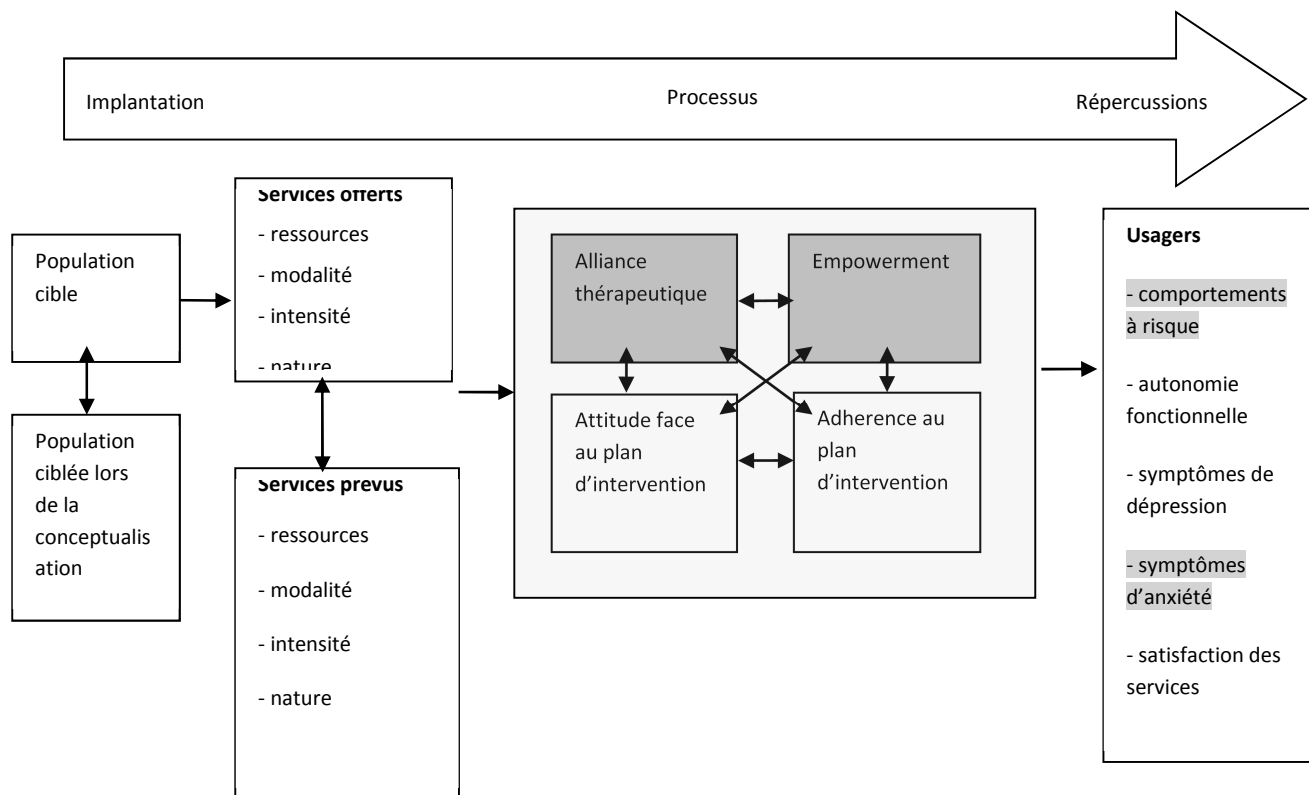 Implantation
Processus
Répercussions
Population
cible
Population
ciblée lors
de la
conceptualis
ation
Services offerts
- ressources
- modalité
- intensité
- nature
Services prevus
- ressources
- modalité
- intensité
- nature
Alliance
thérapeutique
Empowerment
Attitude face
au plan
d’intervention
Adherence au
plan
d’intervention
Usagers
- comportements
à risque
- autonomie
fonctionnelle
- symptômes de
dépression
- symptômes
d’anxiété
- satisfaction des
services